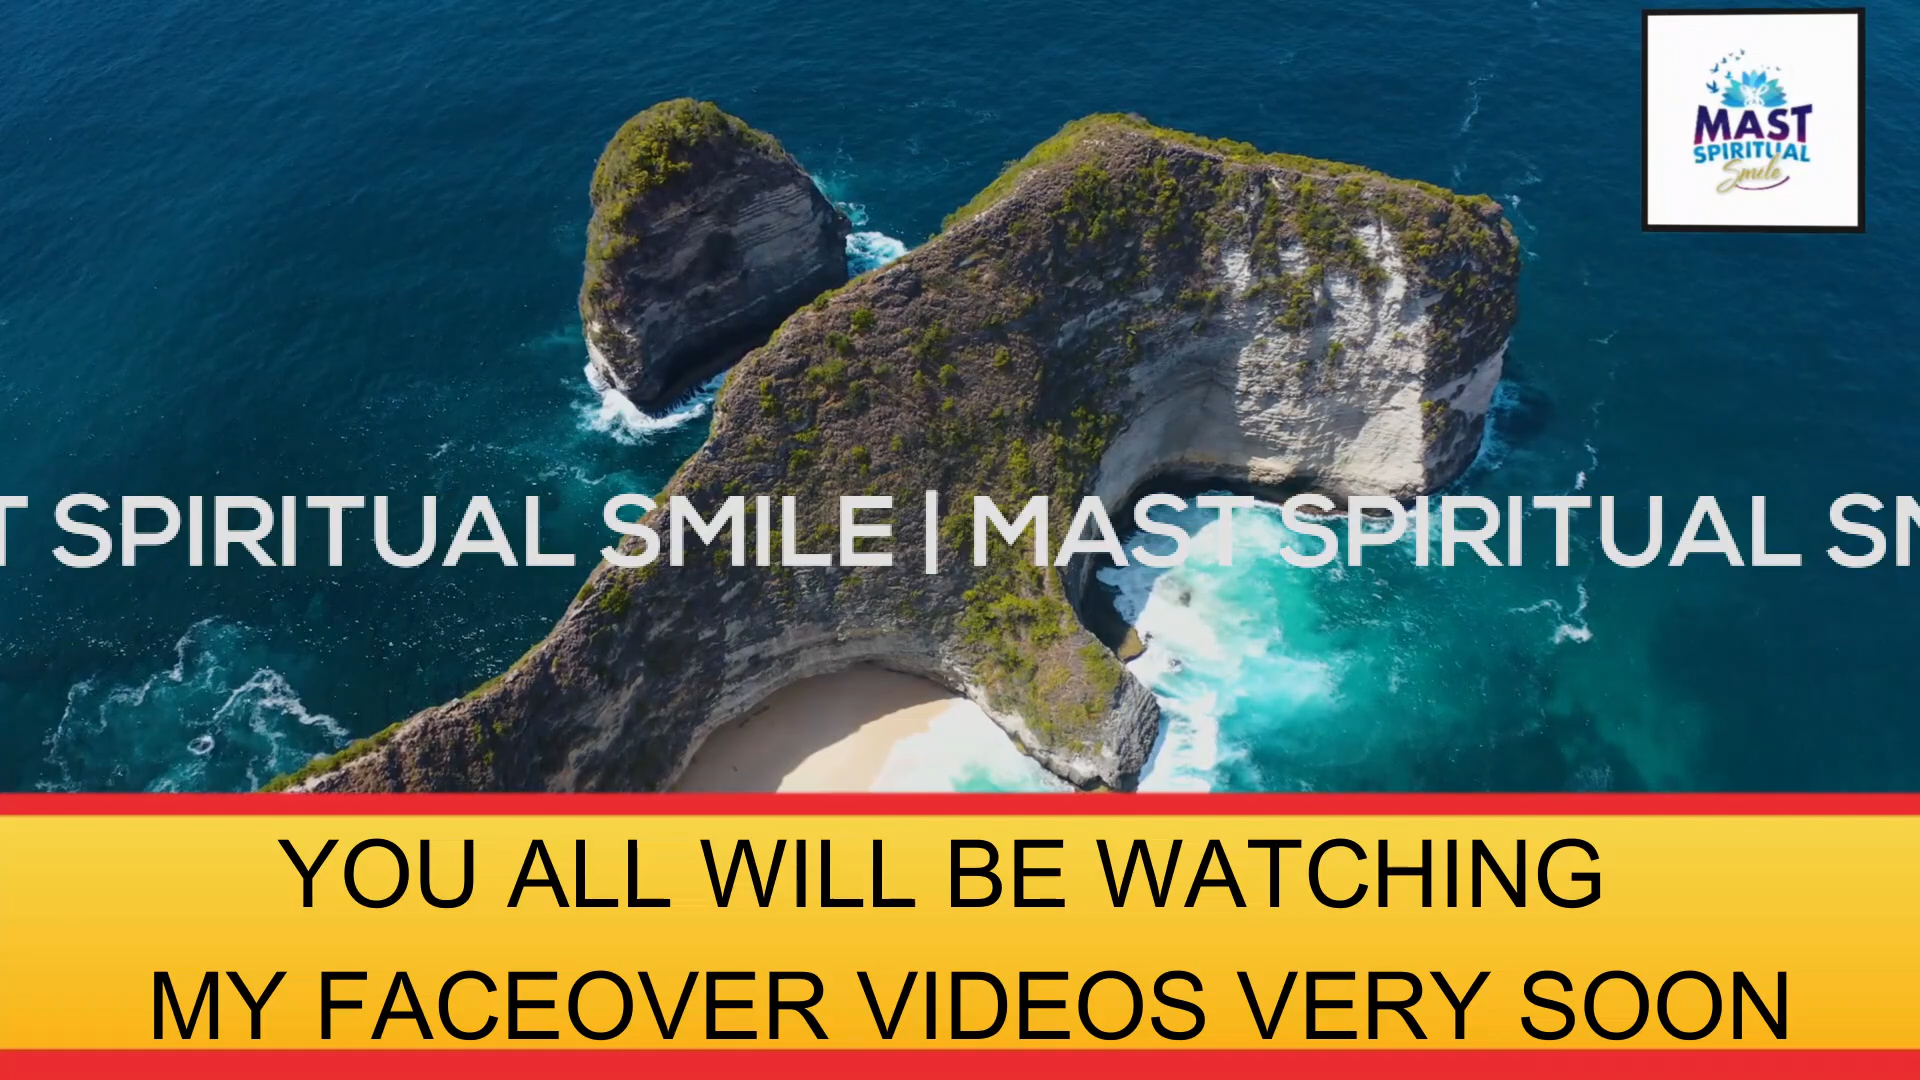 MAST
SPIRITUAL
Smile
T SPIRITUAL SMILE | MAST SPIRITUAL SM
YOU ALL WILL BE WATCHING
MY FACEOVER VIDEOS VERY SOON